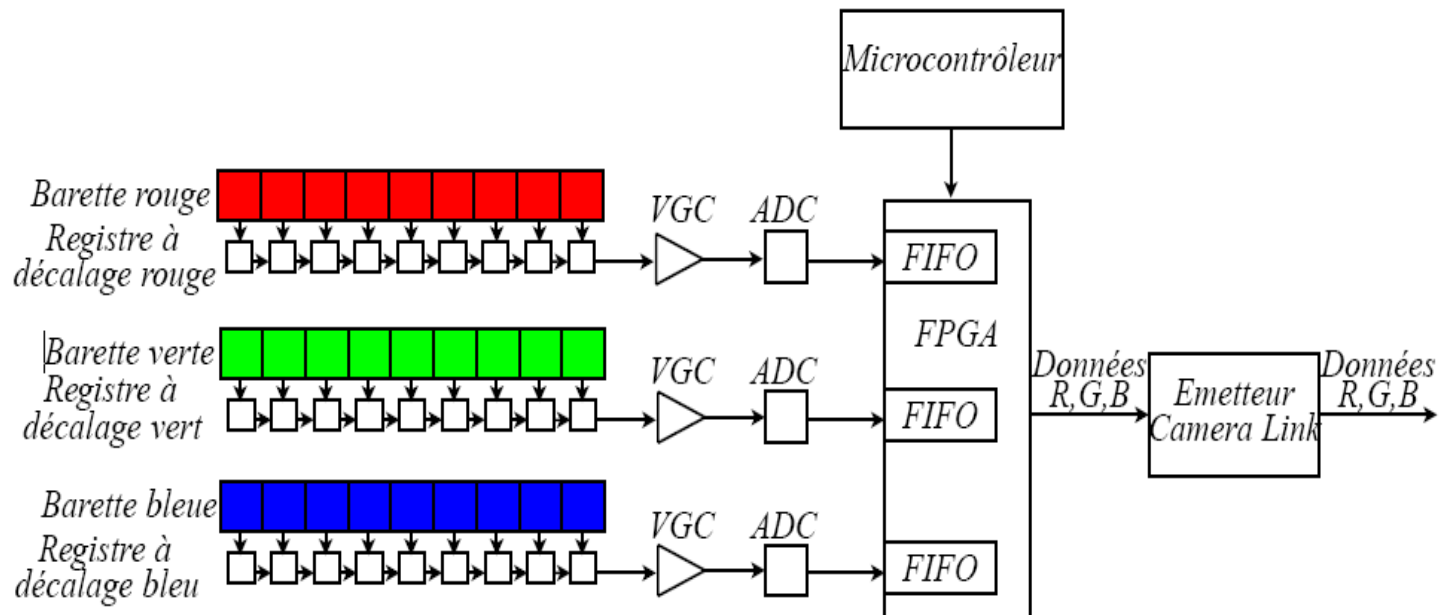 Microcontrôleur
Barette rouge
Registre à
décalage rouge
VGC
ADC
FIFO
FPGA
Barette verte
Registre à
décalage vert
VGC
ADC
FIFO
Données
R,G,B
Emetteur
Camera Link
Données
R,G,B
Barette bleue
Registre à
décalage bleu
VGC
ADC
FIFO